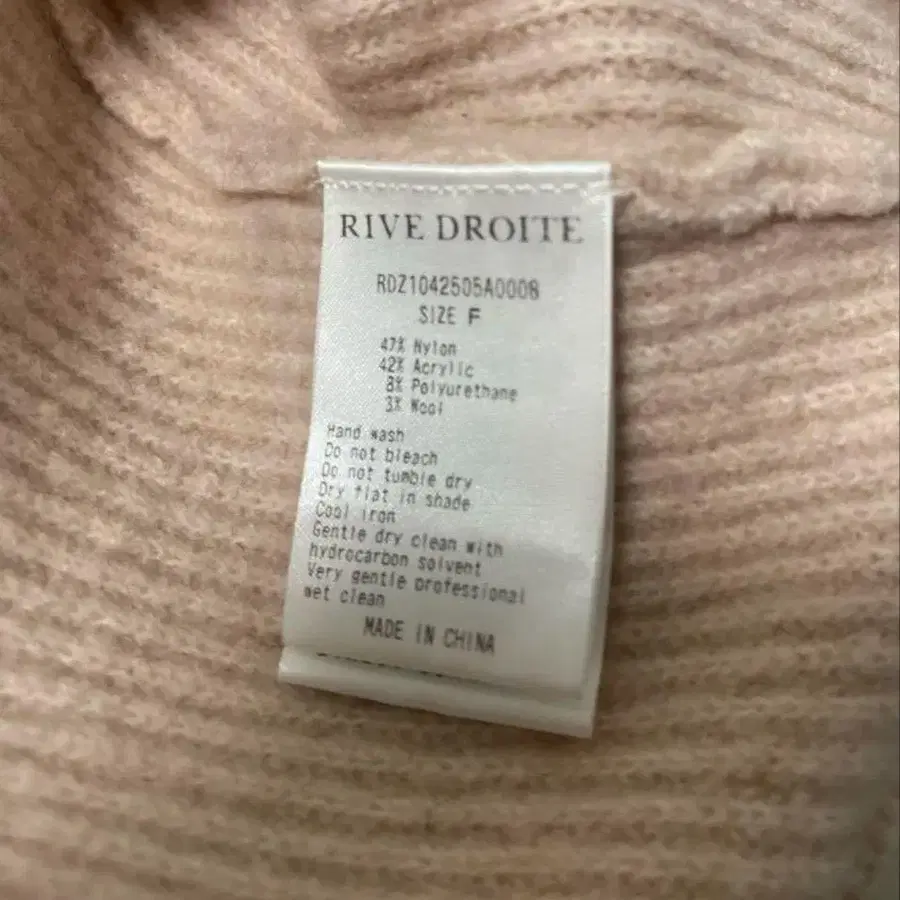 RIVE DROITE
RDZ1042505A0008
SIZE F
47% Nylon
42% Acrylic
8% Polyurethane
3% Wool
Hand wash
Do not bleach
Do not tumble dry
Dry flat in shade
Cool iron
Gentle dry clean with
hydrocarbon solvent
Very gentle professional
wet clean
MADE IN CHINA